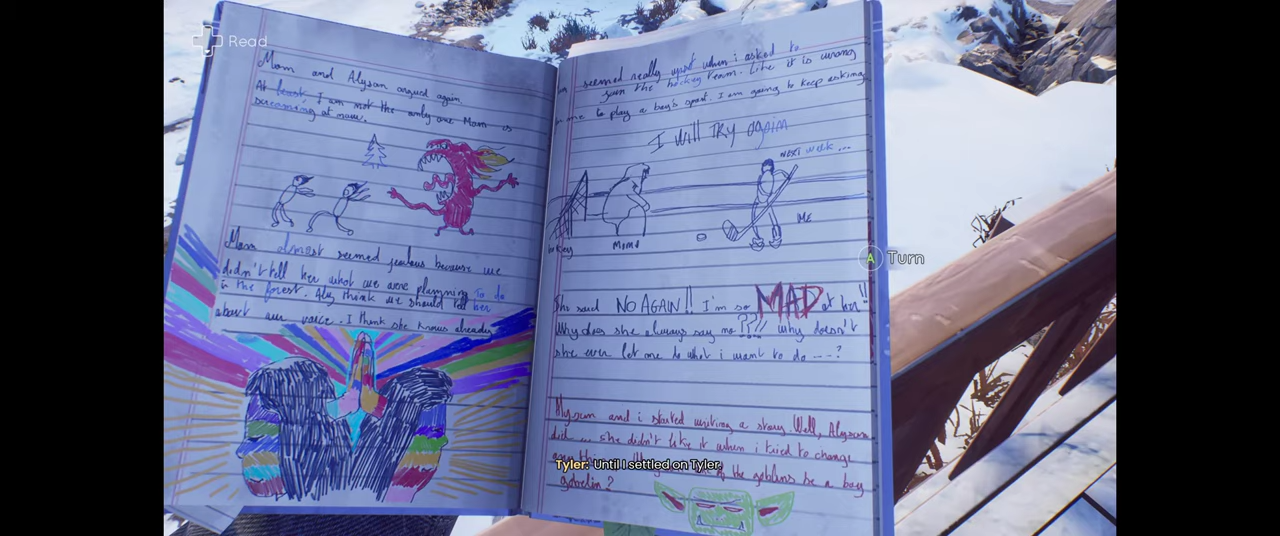 Read
Mom and Alyson argued again
At least I am not the only one Mom is
screaming at now.
Mom almost seemed jealous because we
didn't tell her what we were planning to do
in the forest. Aly think we should tell her
about our voice. I think she knows already
seemed really upset when i asked to
join the hockey team. Like it is wrong
me to play a boy's sport. I am going to keep asking
I will TRY again
NEXT week ...
ME
Mom
hockey
She said NO AGAIN!! I'm so MAD at her!!
Why does she always say no??!! why doesn't
she ever let me do what i want to do ---?
Alyson and i started writing a story. Well, Alyson
did ... she didn't like it when i tried to change
of the goblins be a boy
gobelin?
Tyler: Until I settled on Tyler.
A Turn